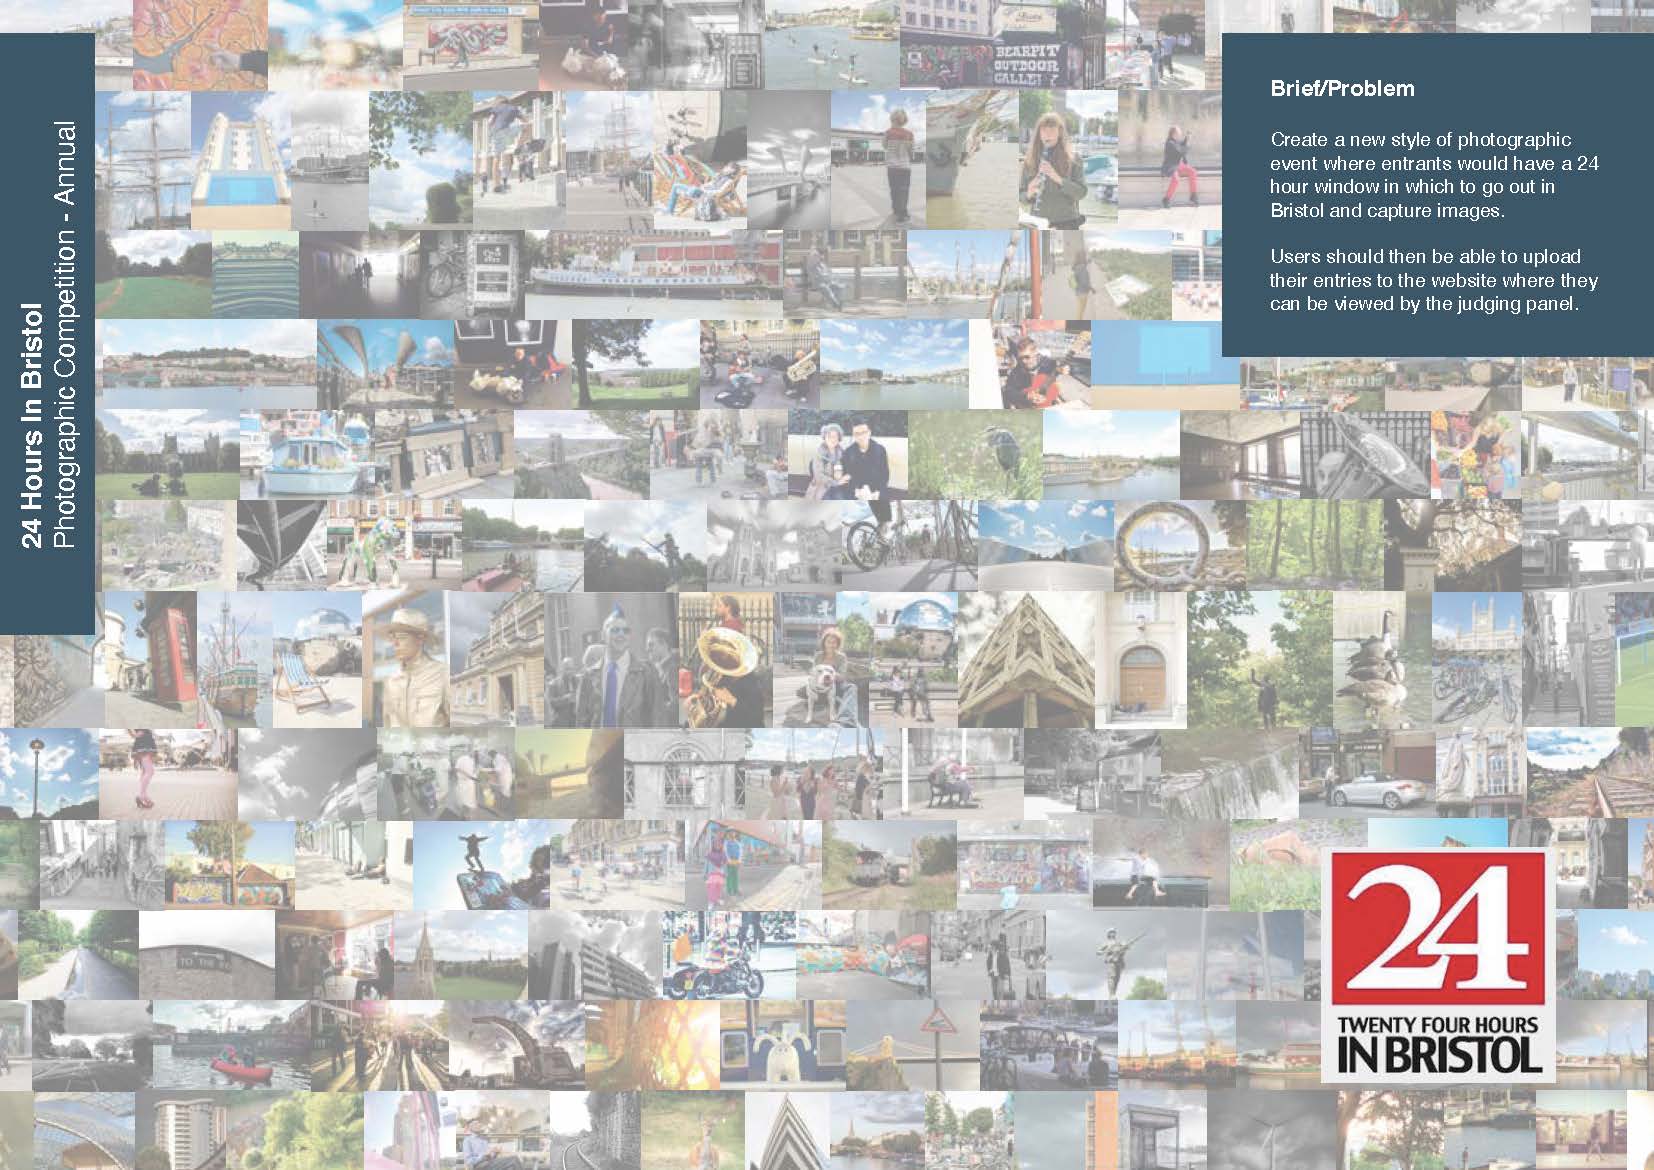 24 Hours In Bristol
Photographic Competition - Annual
Brief/Problem
Create a new style of photographic
event where entrants would have a 24
hour window in which to go out in
Bristol and capture images.
Users should then be able to upload
their entries to the website where they
can be viewed by the judging panel.
BEARPIT
OUTDOOR
TO THE
24
TWENTY FOUR HOURS
IN BRISTOL